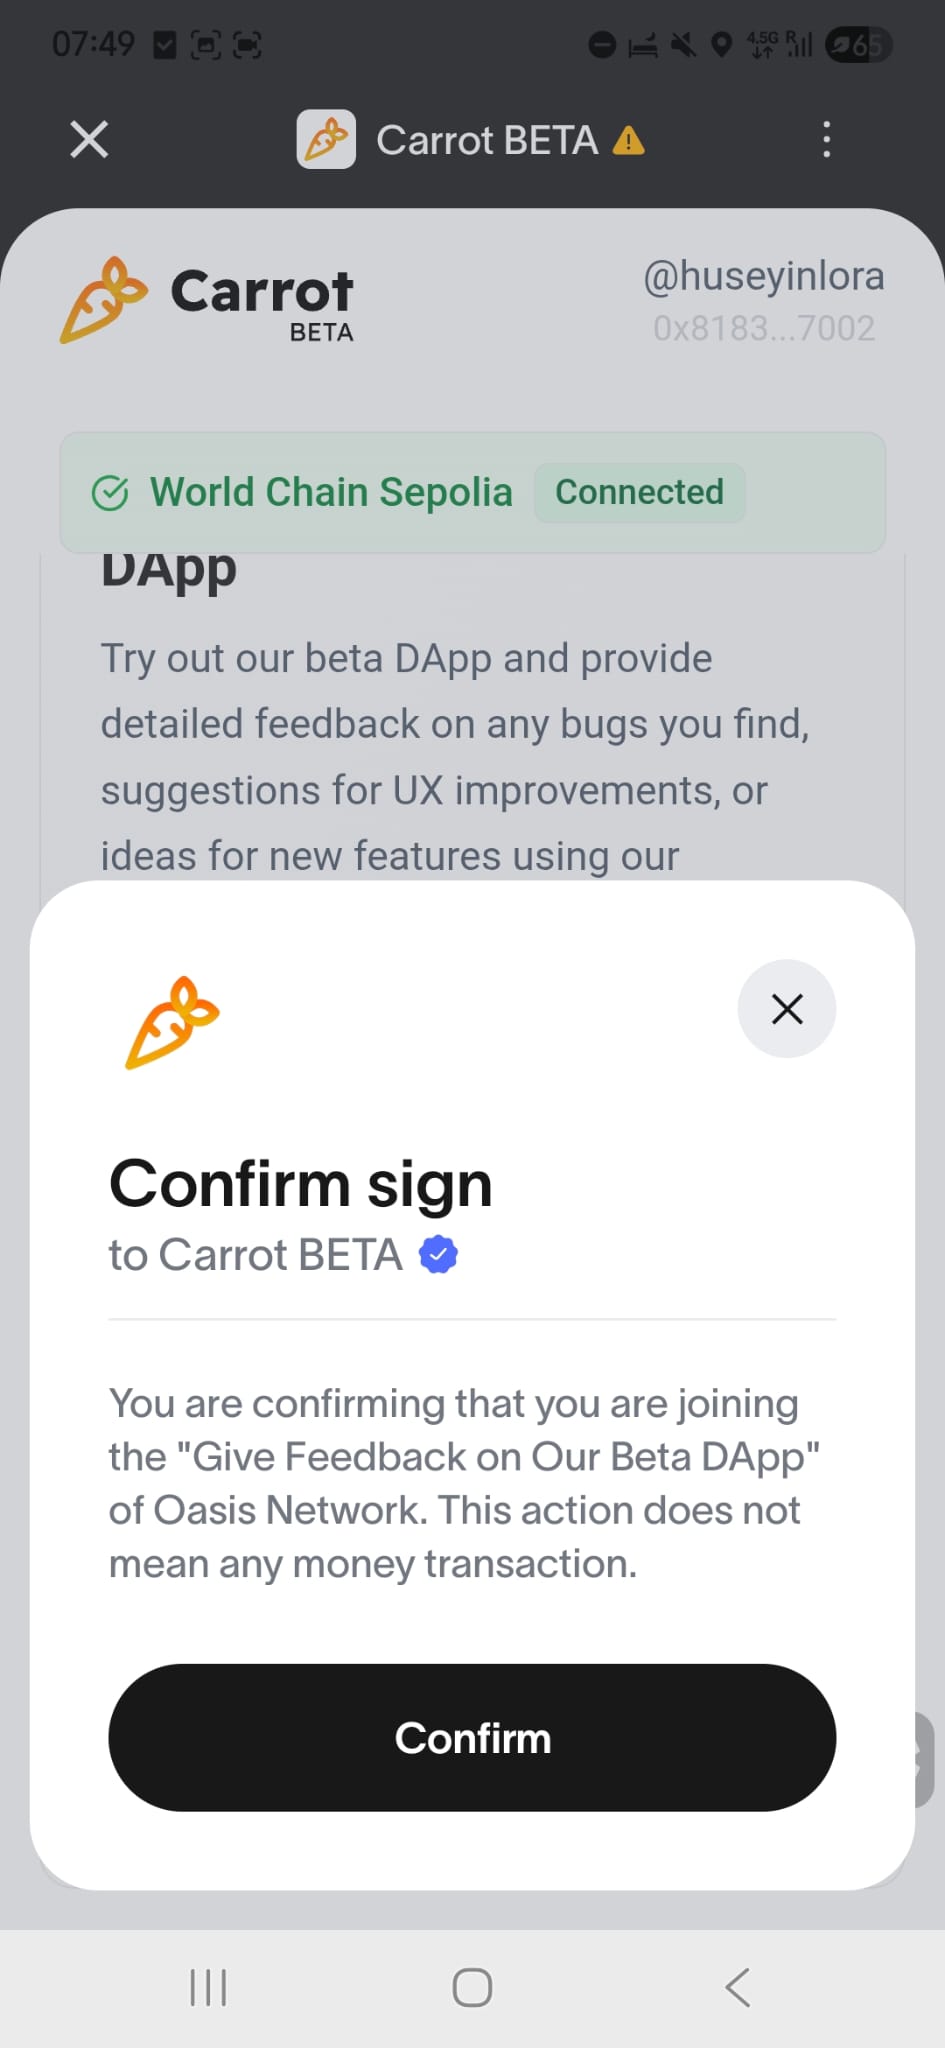 07:49
4.5G R 65
Carrot BETA
Carrot
BETA
@huseyinlora
0x8183...7002
World Chain Sepolia Connected
DApp
Try out our beta DApp and provide
detailed feedback on any bugs you find,
suggestions for UX improvements, or
ideas for new features using our
Confirm sign
to Carrot BETA
You are confirming that you are joining
the "Give Feedback on Our Beta DApp"
of Oasis Network. This action does not
mean any money transaction.
Confirm